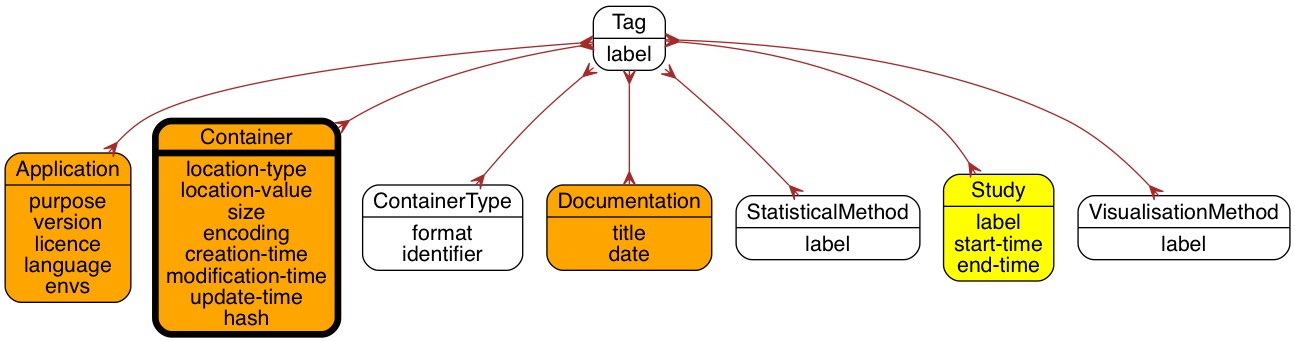 Tag
label
Application
purpose
version
licence
language
envs
Container
location-type
location-value
size
encoding
creation-time
modification-time
update-time
hash
ContainerType
format
identifier
Documentation
title
date
StatisticalMethod
label
Study
label
start-time
end-time
VisualisationMethod
label